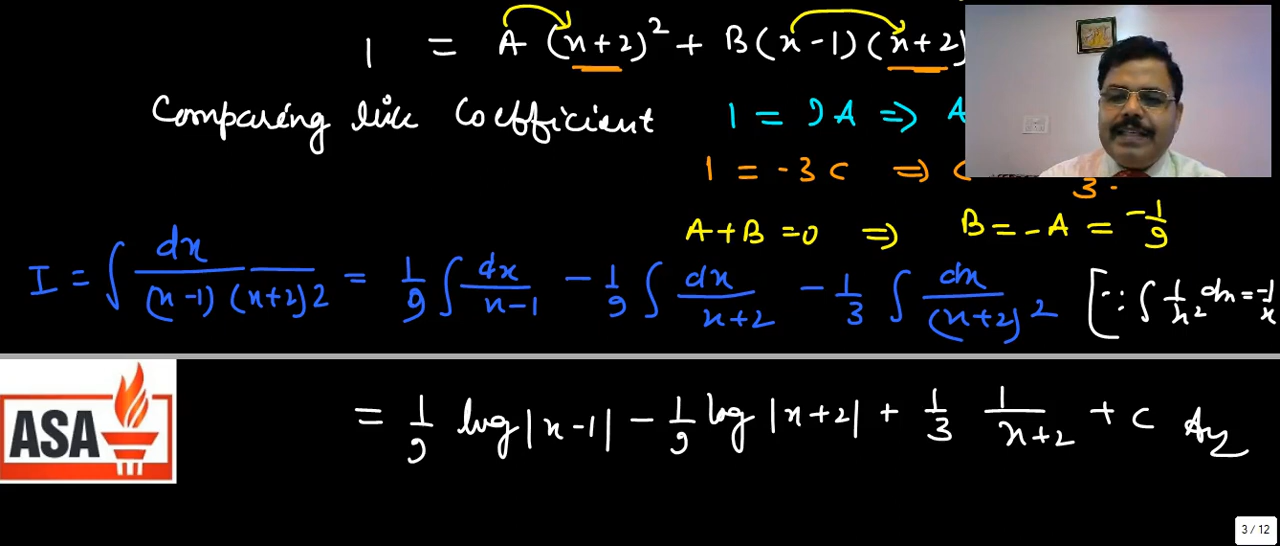 1 = A (x+2)² + B(x-1)(x+2)
Comparing like Coefficient 1 = 9A ⇒ A
1 = -3C ⇒ C
3
A+B=0 ⇒ B=-A = -1/9
I = ∫ dx/(x-1)(x+2)2 = 1/9 ∫ dx/x-1 - 1/9 ∫ dx/x+2 - 1/3 ∫ dx/(x+2)2 [∵ ∫ 1/x2 dx = -1/x
= 1/9 log|x-1| - 1/9 log|x+2| + 1/3 1/x+2 + C
ASA
3 / 12